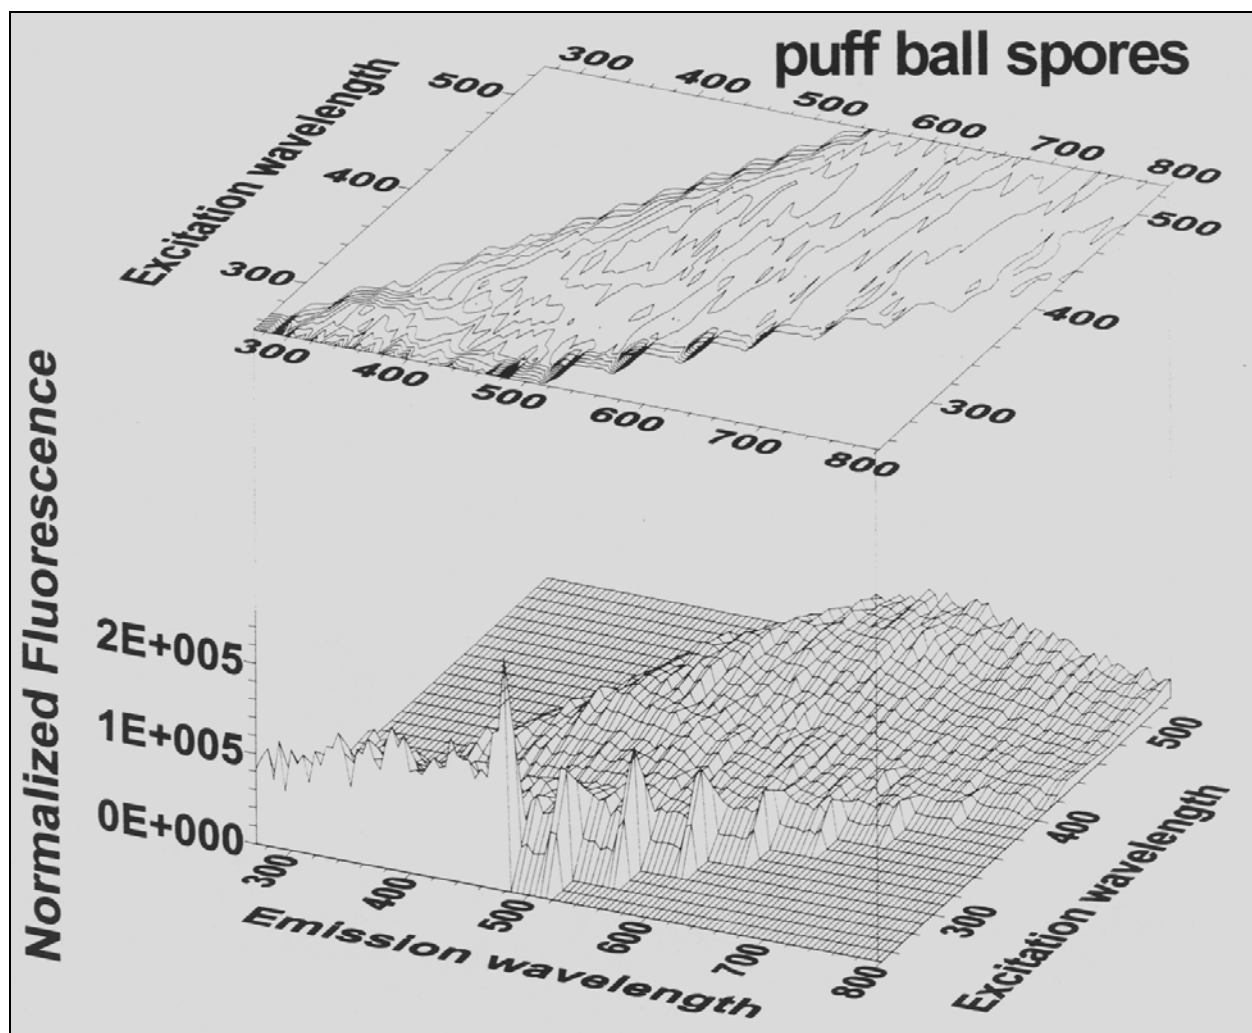 puff ball spores
300 400 500 600 700 800
Excitation wavelength
500
400
300
500
400
300
300 400 500 600 700 800
Normalized Fluorescence
2E+005
1E+005
0E+000
300 400 500 600 700 800
Emission wavelength
500
400
300
Excitation wavelength